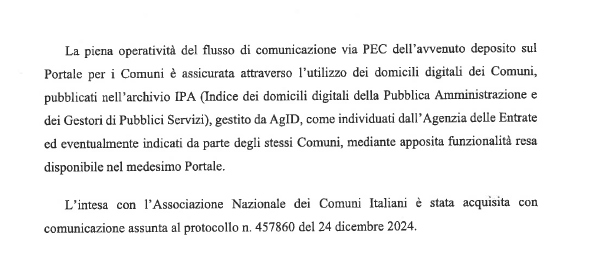 La piena operatività del flusso di comunicazione via PEC dell'avvenuto deposito sul
Portale per i Comuni è assicurata attraverso l'utilizzo dei domicili digitali dei Comuni,
pubblicati nell'archivio IPA (Indice dei domicili digitali della Pubblica Amministrazione e
dei Gestori di Pubblici Servizi), gestito da AgID, come individuati dall'Agenzia delle Entrate
ed eventualmente indicati da parte degli stessi Comuni, mediante apposita funzionalità resa
disponibile nel medesimo Portale.
L'intesa con l'Associazione Nazionale dei Comuni Italiani è stata acquisita con
comunicazione assunta al protocollo n. 457860 del 24 dicembre 2024.